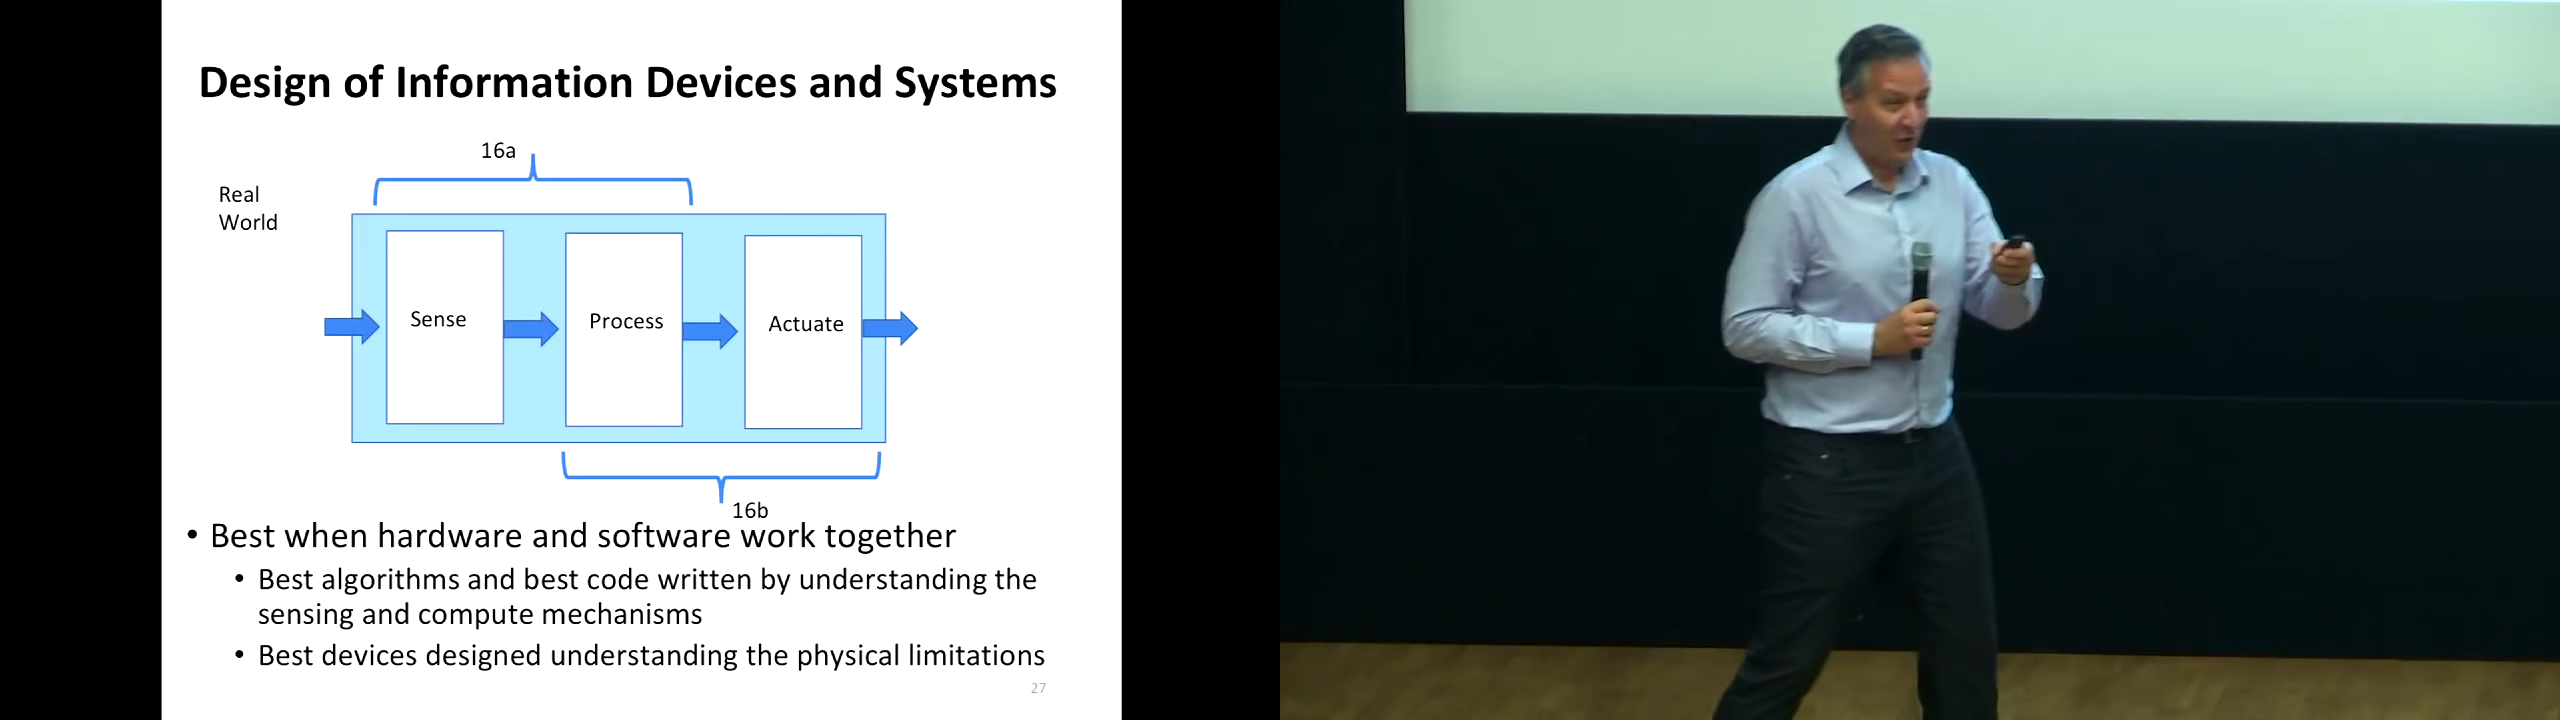 Design of Information Devices and Systems
16a
Real
World
Sense
Process
Actuate
16b
• Best when hardware and software work together
• Best algorithms and best code written by understanding the
sensing and compute mechanisms
• Best devices designed understanding the physical limitations
27